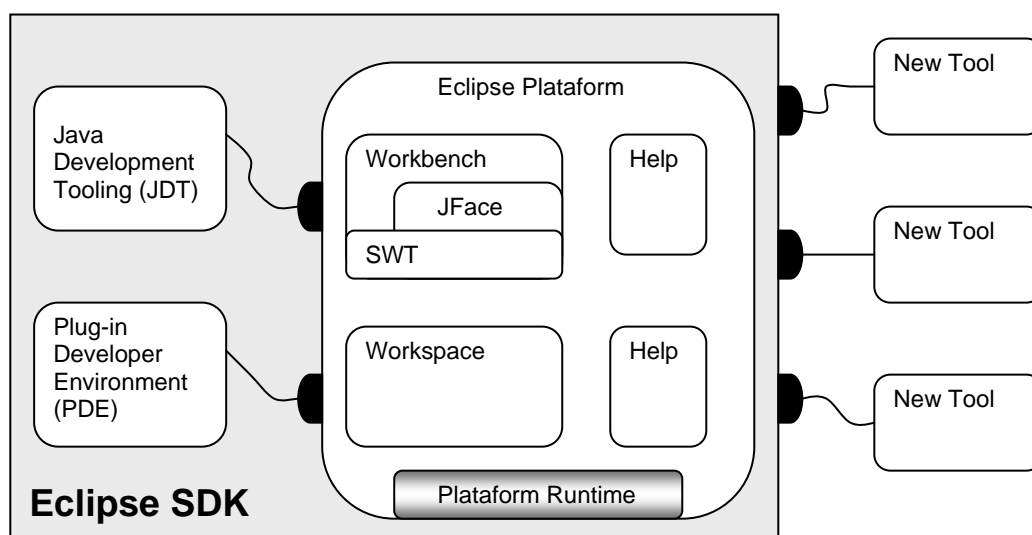 Eclipse Plataform
New Tool
Java
Development
Tooling (JDT)
Workbench
JFace
SWT
Help
New Tool
Plug-in
Developer
Environment
(PDE)
Workspace
Help
New Tool
Plataform Runtime
Eclipse SDK